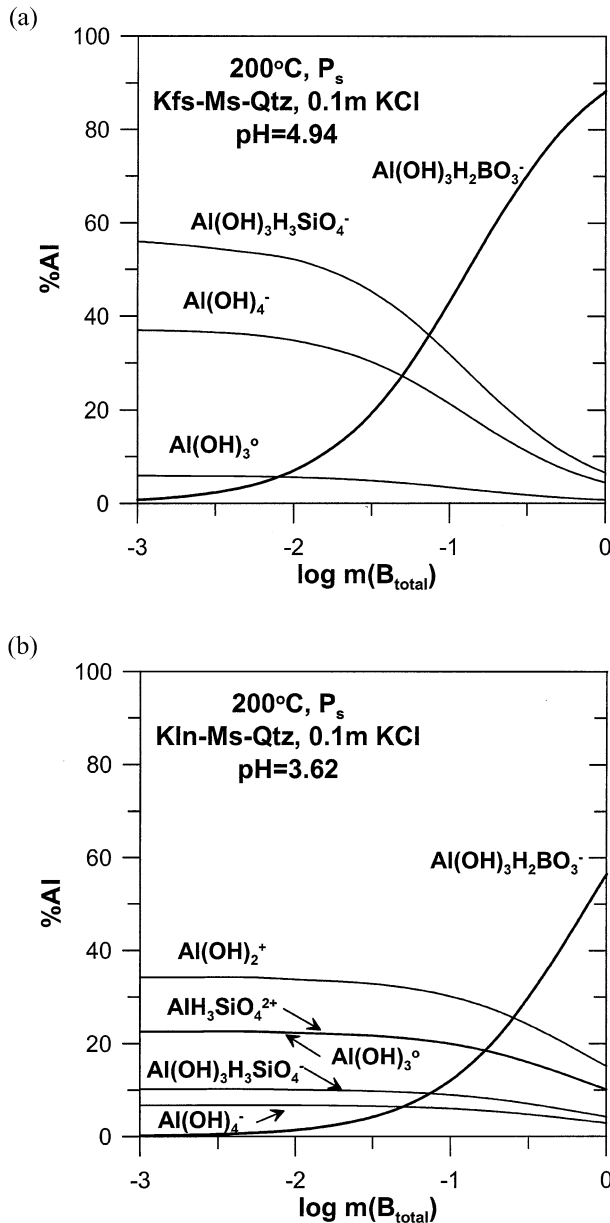 (a)
100
80
60
40
20
0
%Al
200°C, Pₛ
Kfs-Ms-Qtz, 0.1m KCl
pH=4.94
Al(OH)₃H₂BO₃⁻
Al(OH)₃H₃SiO₄⁻
Al(OH)₄⁻
Al(OH)₃°
-3 -2 -1 0
log m(B_total)
(b)
100
80
60
40
20
0
%Al
200°C, Pₛ
Kln-Ms-Qtz, 0.1m KCl
pH=3.62
Al(OH)₃H₂BO₃⁻
Al(OH)₂⁺
AlH₃SiO₄²⁺
Al(OH)₃°
Al(OH)₃H₃SiO₄⁻
Al(OH)₄⁻
-3 -2 -1 0
log m(B_total)